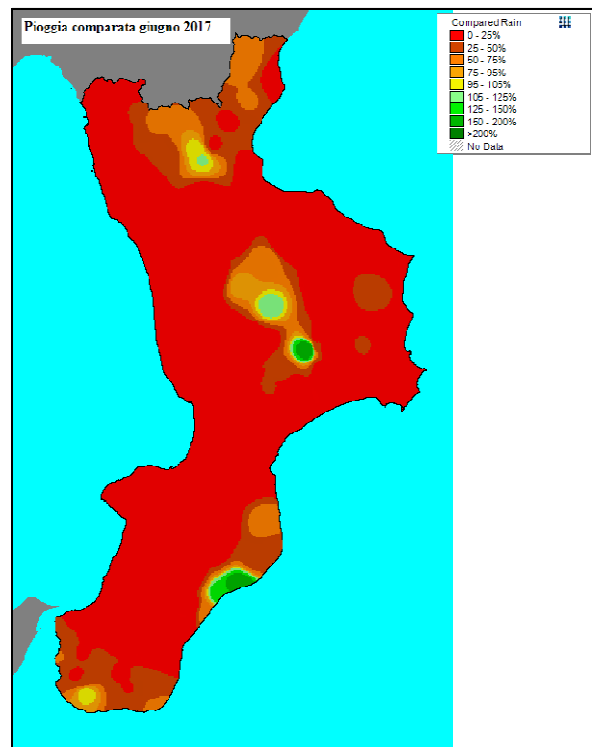 Pioggia comparata giugno 2017
Compared Rain
0 - 25%
25 - 50%
50 - 75%
75 - 95%
95 - 105%
105 - 125%
125 - 150%
150 - 200%
>200%
No Data